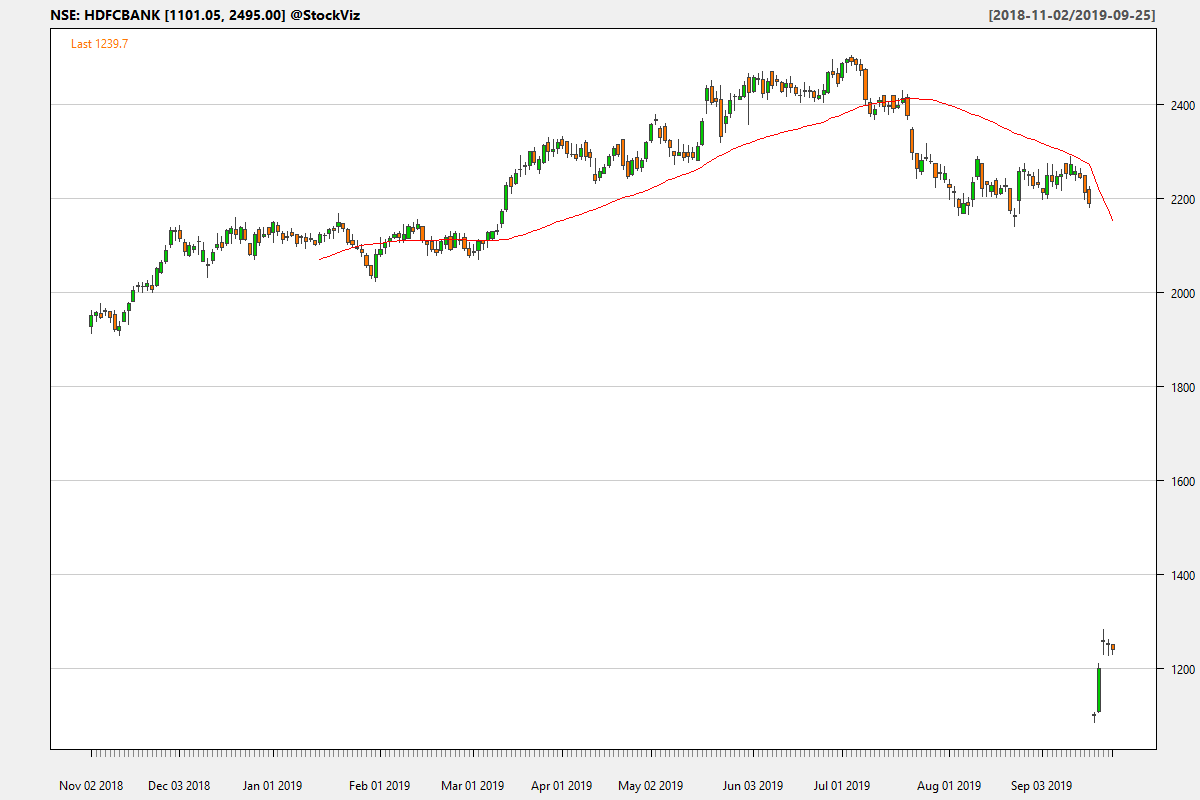 NSE: HDFCBANK [1101.05, 2495.00] @StockViz [2018-11-02/2019-09-25]
Last 1239.7
2400
2200
2000
1800
1600
1400
1200
Nov 02 2018 Dec 03 2018 Jan 01 2019 Feb 01 2019 Mar 01 2019 Apr 01 2019 May 02 2019 Jun 03 2019 Jul 01 2019 Aug 01 2019 Sep 03 2019